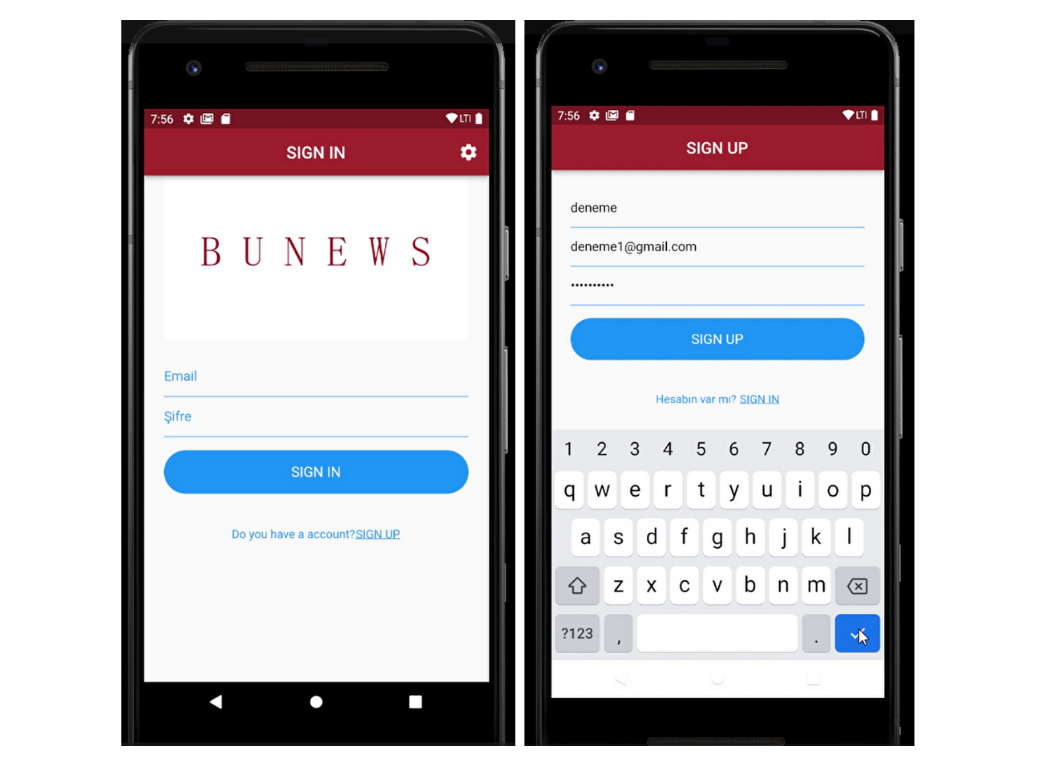 7:56 LTI
SIGN IN
BUNEWS
Email
Şifre
SIGN IN
Do you have a account?SIGN UP
7:56 LTI
SIGN UP
deneme
deneme1@gmail.com
••••••••••
SIGN UP
Hesabın var mı? SIGN IN
1 2 3 4 5 6 7 8 9 0
q w e r t y u i o p
a s d f g h j k l
z x c v b n m
?123 , .